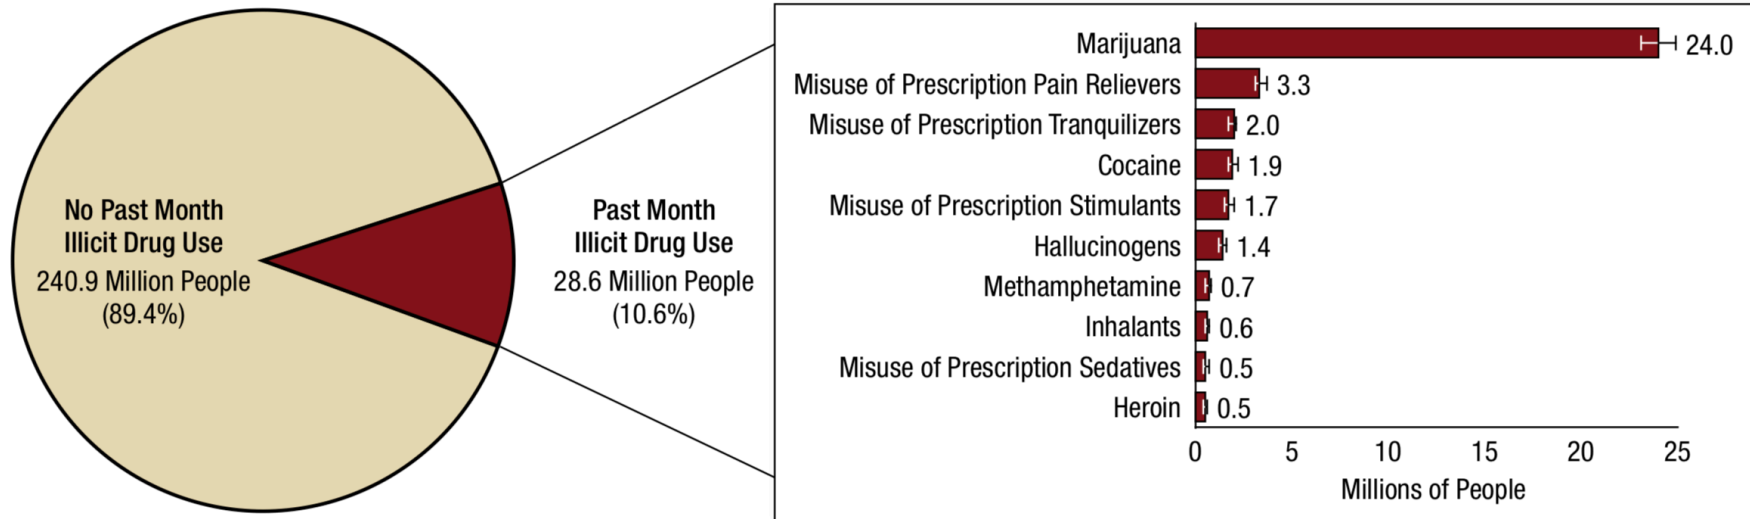 No Past Month
Illicit Drug Use
240.9 Million People
(89.4%)
Past Month
Illicit Drug Use
28.6 Million People
(10.6%)
Marijuana 24.0
Misuse of Prescription Pain Relievers 3.3
Misuse of Prescription Tranquilizers 2.0
Cocaine 1.9
Misuse of Prescription Stimulants 1.7
Hallucinogens 1.4
Methamphetamine 0.7
Inhalants 0.6
Misuse of Prescription Sedatives 0.5
Heroin 0.5
0 5 10 15 20 25
Millions of People